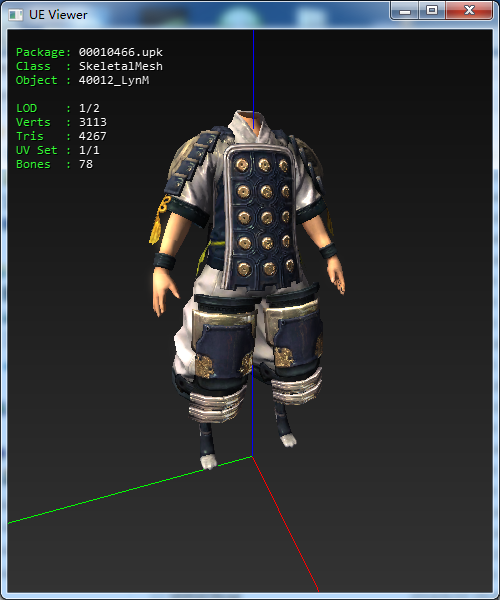 UE Viewer
Package: 00010466.upk
Class : SkeletalMesh
Object : 40012_LynM
LOD : 1/2
Verts : 3113
Tris : 4267
UV Set : 1/1
Bones : 78